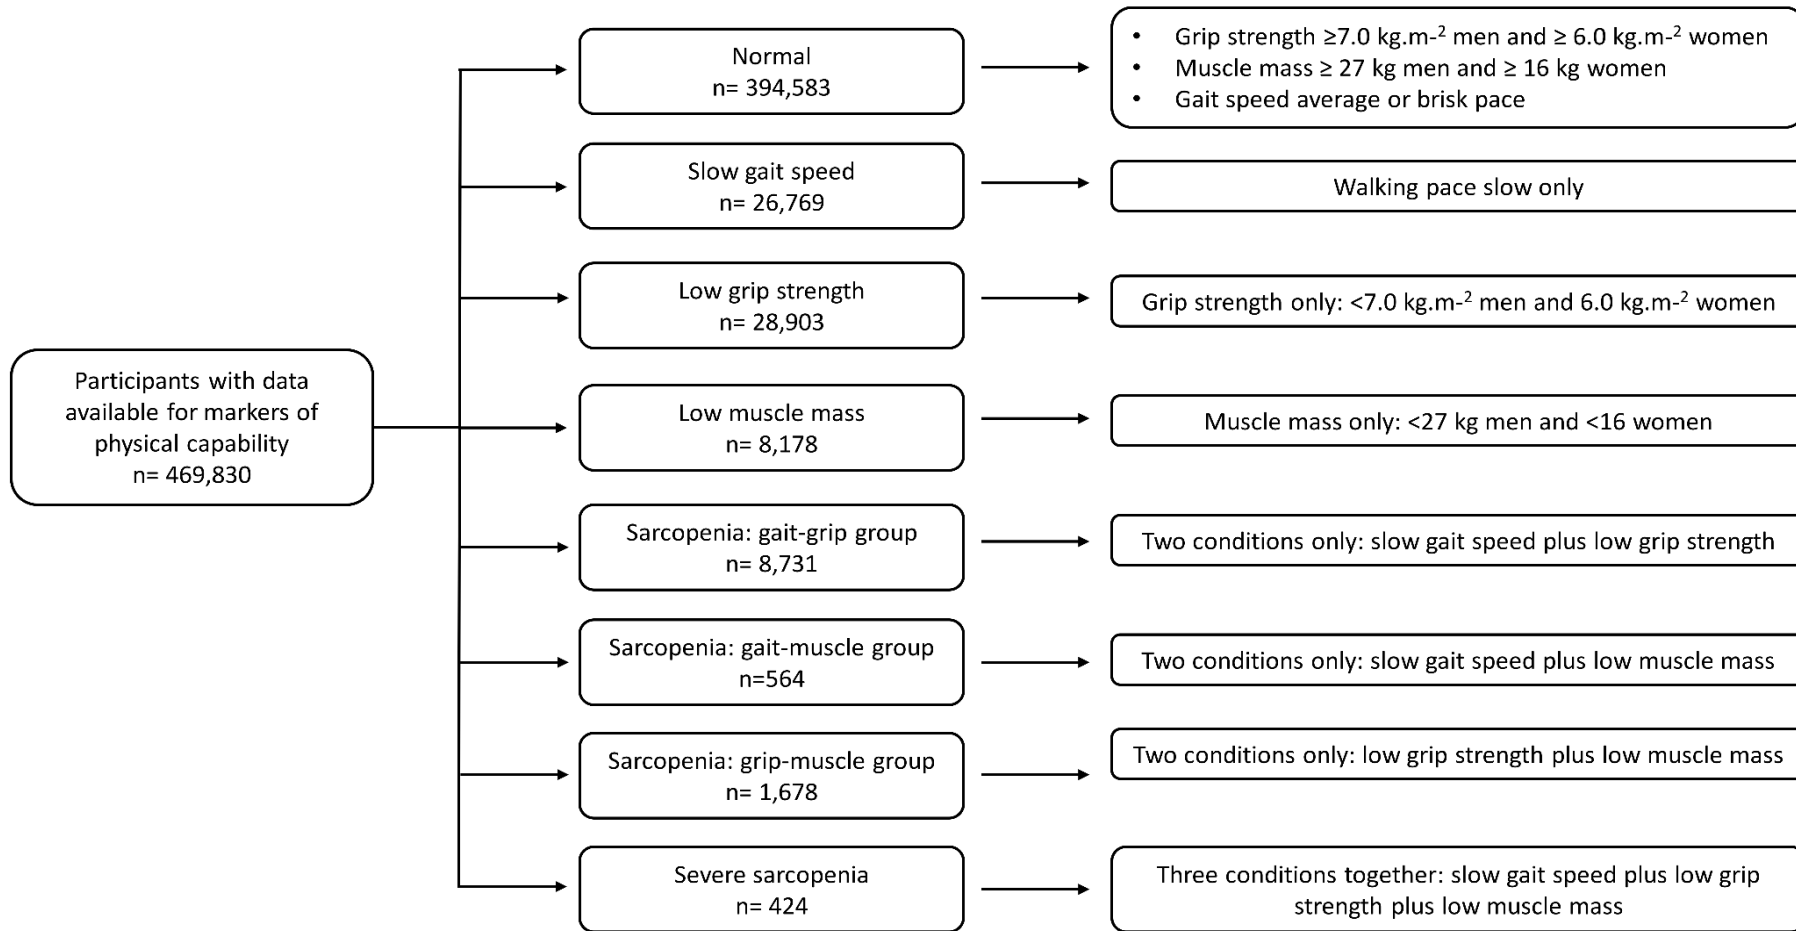 Participants with data
available for markers of
physical capability
n= 469,830
Normal
n= 394,583
• Grip strength ≥7.0 kg.m-² men and ≥ 6.0 kg.m-² women
• Muscle mass ≥ 27 kg men and ≥ 16 kg women
• Gait speed average or brisk pace
Slow gait speed
n= 26,769
Walking pace slow only
Low grip strength
n= 28,903
Grip strength only: <7.0 kg.m-² men and 6.0 kg.m-² women
Low muscle mass
n= 8,178
Muscle mass only: <27 kg men and <16 women
Sarcopenia: gait-grip group
n= 8,731
Two conditions only: slow gait speed plus low grip strength
Sarcopenia: gait-muscle group
n=564
Two conditions only: slow gait speed plus low muscle mass
Sarcopenia: grip-muscle group
n= 1,678
Two conditions only: low grip strength plus low muscle mass
Severe sarcopenia
n= 424
Three conditions together: slow gait speed plus low grip
strength plus low muscle mass